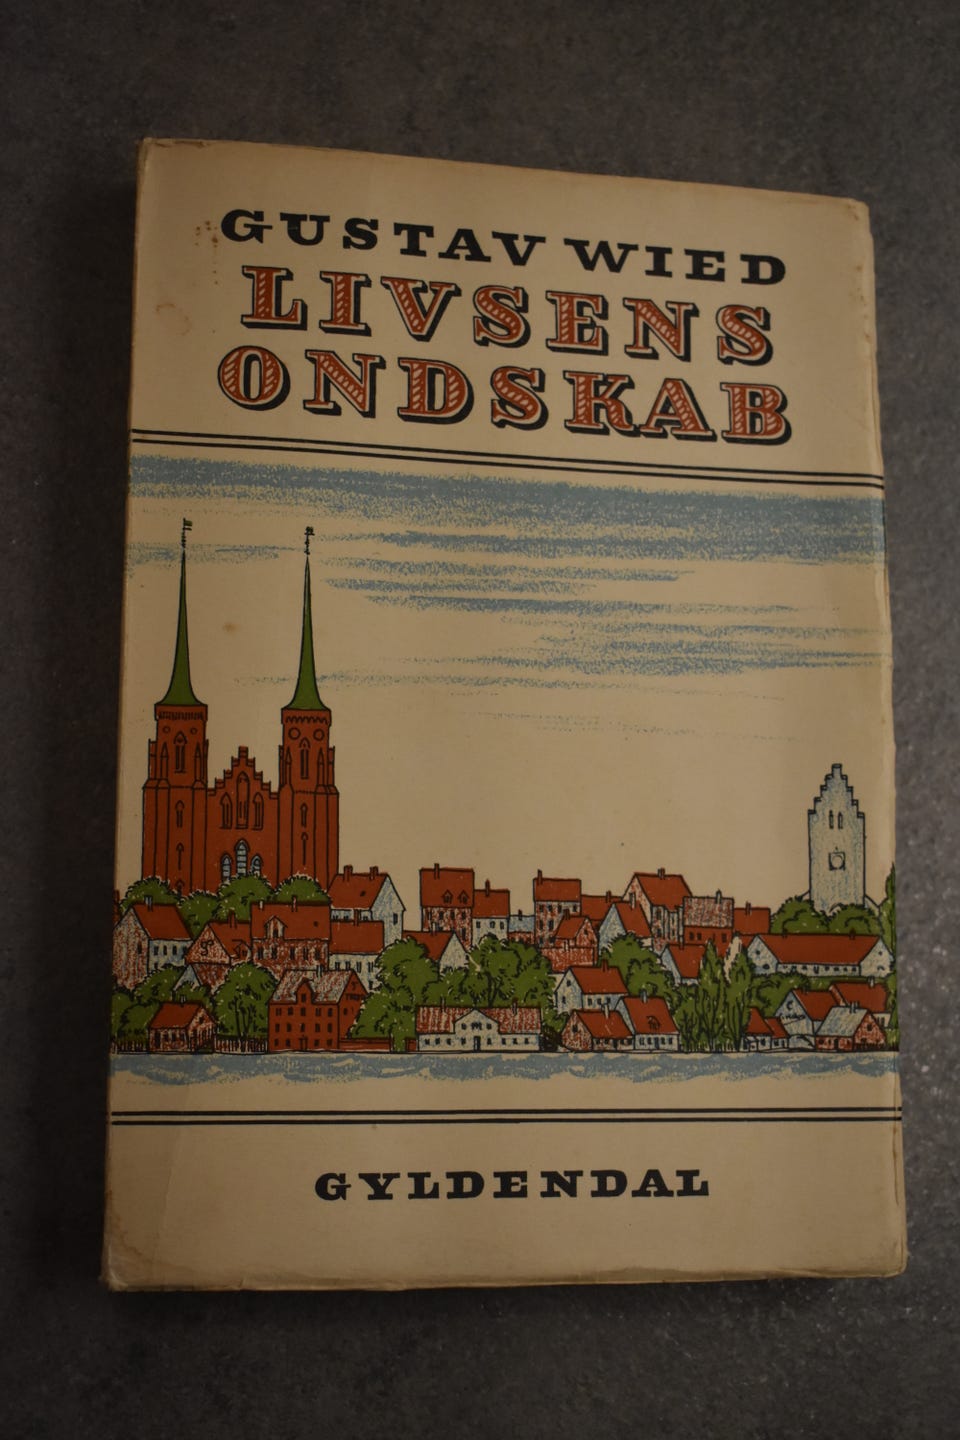 GUSTAV WIED
LIVSENS
ONDSKAB
GYLDENDAL